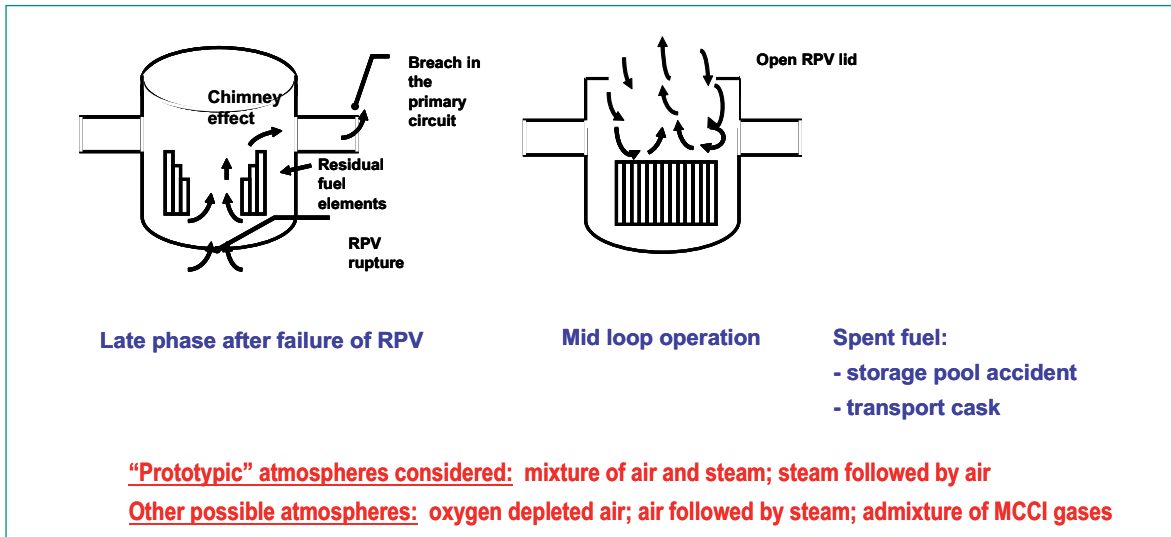 Chimney
effect
Breach in
the
primary
circuit
Residual
fuel
elements
RPV
rupture
Open RPV lid
Late phase after failure of RPV
Mid loop operation
Spent fuel:
- storage pool accident
- transport cask
“Prototypic” atmospheres considered: mixture of air and steam; steam followed by air
Other possible atmospheres: oxygen depleted air; air followed by steam; admixture of MCCI gases